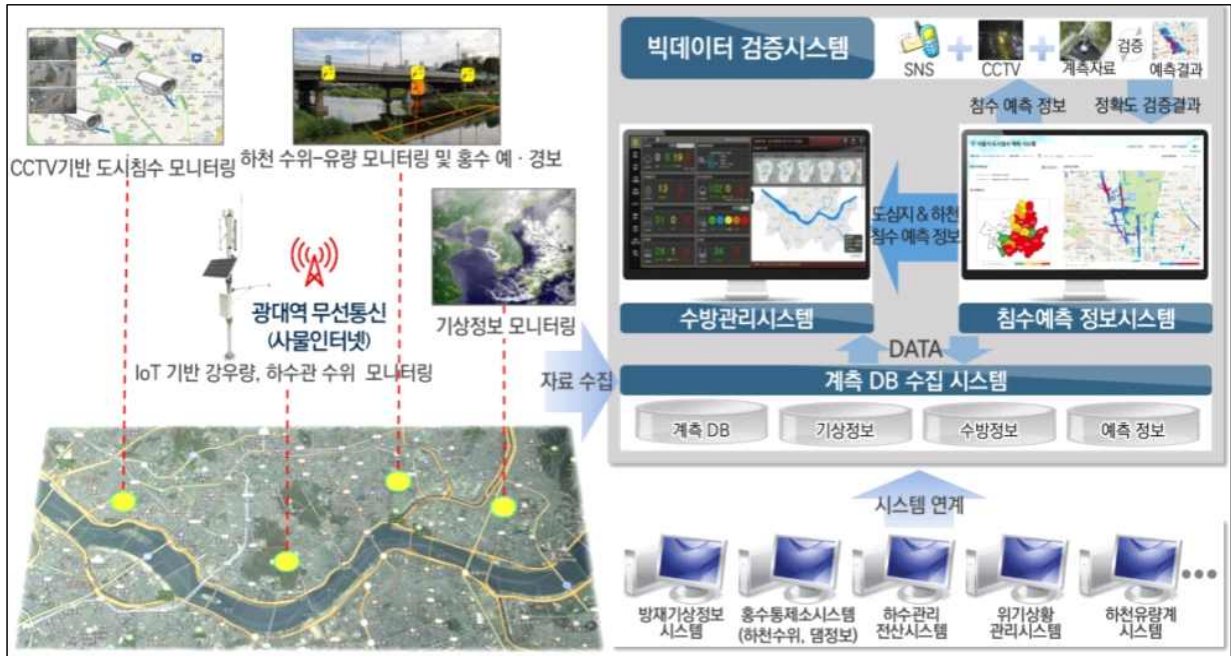 CCTV기반 도시침수 모니터링
하천 수위-유량 모니터링 및 홍수 예·경보
광대역 무선통신
(사물인터넷)
기상정보 모니터링
IoT 기반 강우량, 하수관 수위 모니터링
자료 수집
빅데이터 검증시스템
SNS
CCTV
계측자료
검증
예측결과
침수 예측 정보
정확도 검증결과
도심지 & 하천
침수 예측 정보
수방관리시스템
침수예측 정보시스템
DATA
계측 DB 수집 시스템
계측 DB
기상정보
수방정보
예측 정보
시스템 연계
방재기상정보
시스템
홍수통제소시스템
(하천수위, 댐정보)
하수관리
전산시스템
위기상황
관리시스템
하천유량계
시스템